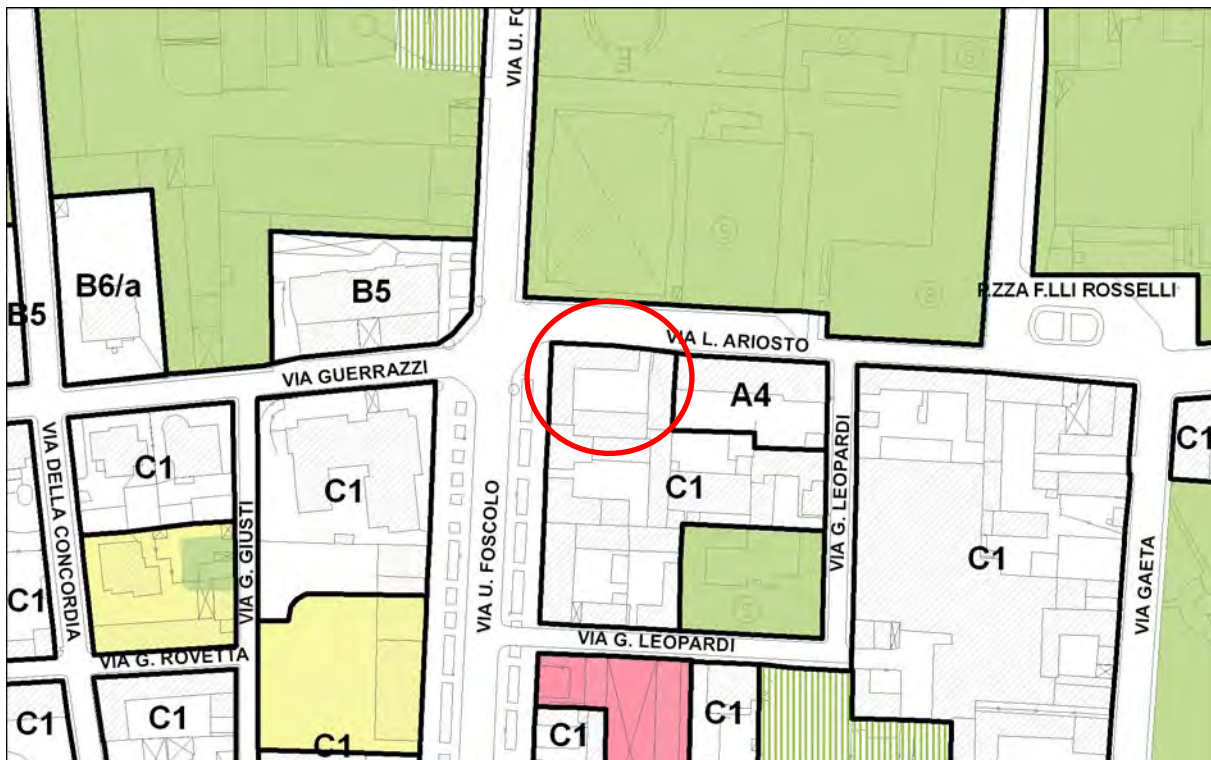 VIA U. FO
B6/a
B5
B5
P.ZZA F.LLI ROSSELLI
VIA L. ARIOSTO
VIA GUERRAZZI
A4
C1
C1
C1
C1
C1
C1
VIA DELLA CONCORDIA
VIA G. GIUSTI
VIA U. FOSCOLO
VIA G. LEOPARDI
VIA GAETA
VIA G. LEOPARDI
VIA G. ROVETTA
C1
C1
C1
C1
C1